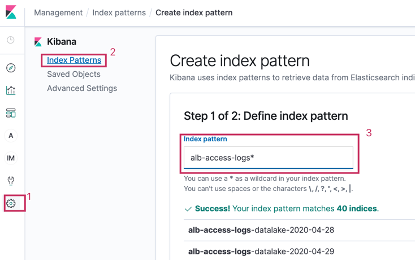 Management / Index patterns / Create index pattern
Kibana
2
Index Patterns
Saved Objects
Advanced Settings
Create index pattern
Kibana uses index patterns to retrieve data from Elasticsearch indi
Step 1 of 2: Define index pattern
3
Index pattern
alb-access-logs*
You can use a * as a wildcard in your index pattern.
You can't use spaces or the characters \, /, ?, ", <, >, |.
Success! Your index pattern matches 40 indices.
alb-access-logs-datalake-2020-04-28
alb-access-logs-datalake-2020-04-29
A
IM
1